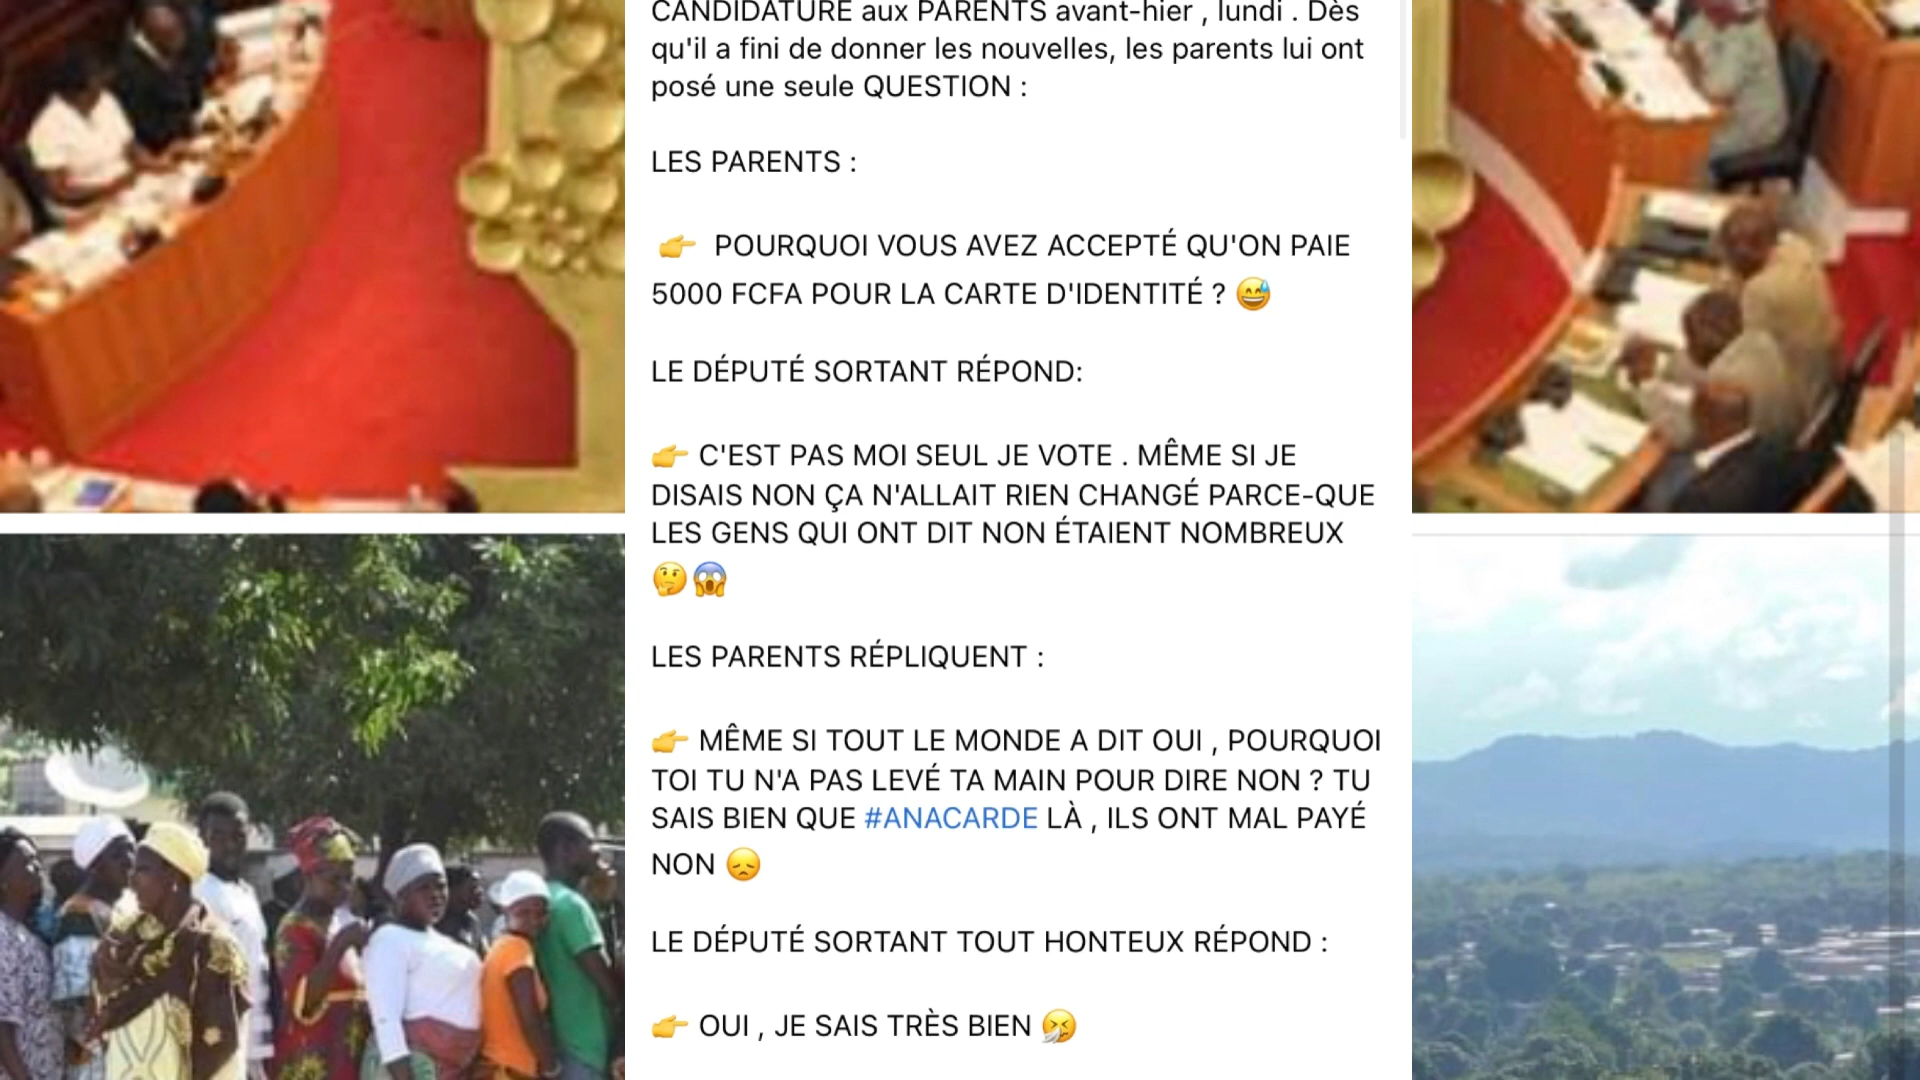 CANDIDATURE aux PARENTS avant-hier , lundi . Dès
qu'il a fini de donner les nouvelles, les parents lui ont
posé une seule QUESTION :
LES PARENTS :
👉 POURQUOI VOUS AVEZ ACCEPTÉ QU'ON PAIE
5000 FCFA POUR LA CARTE D'IDENTITÉ ? 😅
LE DÉPUTÉ SORTANT RÉPOND:
👉 C'EST PAS MOI SEUL JE VOTE . MÊME SI JE
DISAIS NON ÇA N'ALLAIT RIEN CHANGÉ PARCE-QUE
LES GENS QUI ONT DIT NON ÉTAIENT NOMBREUX
🤔😱
LES PARENTS RÉPLIQUENT :
👉 MÊME SI TOUT LE MONDE A DIT OUI , POURQUOI
TOI TU N'A PAS LEVÉ TA MAIN POUR DIRE NON ? TU
SAIS BIEN QUE #ANACARDE LÀ , ILS ONT MAL PAYÉ
NON 😞
LE DÉPUTÉ SORTANT TOUT HONTEUX RÉPOND :
👉 OUI , JE SAIS TRÈS BIEN 🤧